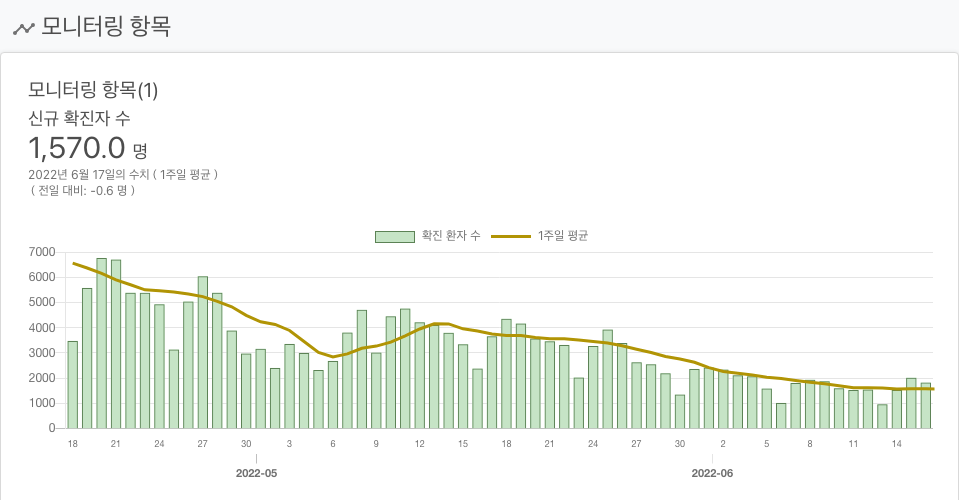 모니터링 항목
모니터링 항목(1)
신규 확진자 수
1,570.0 명
2022년 6월 17일의 수치 ( 1주일 평균 )
( 전일 대비: -0.6 명 )
확진 환자 수 1주일 평균
7000
6000
5000
4000
3000
2000
1000
0
18 21 24 27 30 3 6 9 12 15 18 21 24 27 30 2 5 8 11 14
2022-05 2022-06